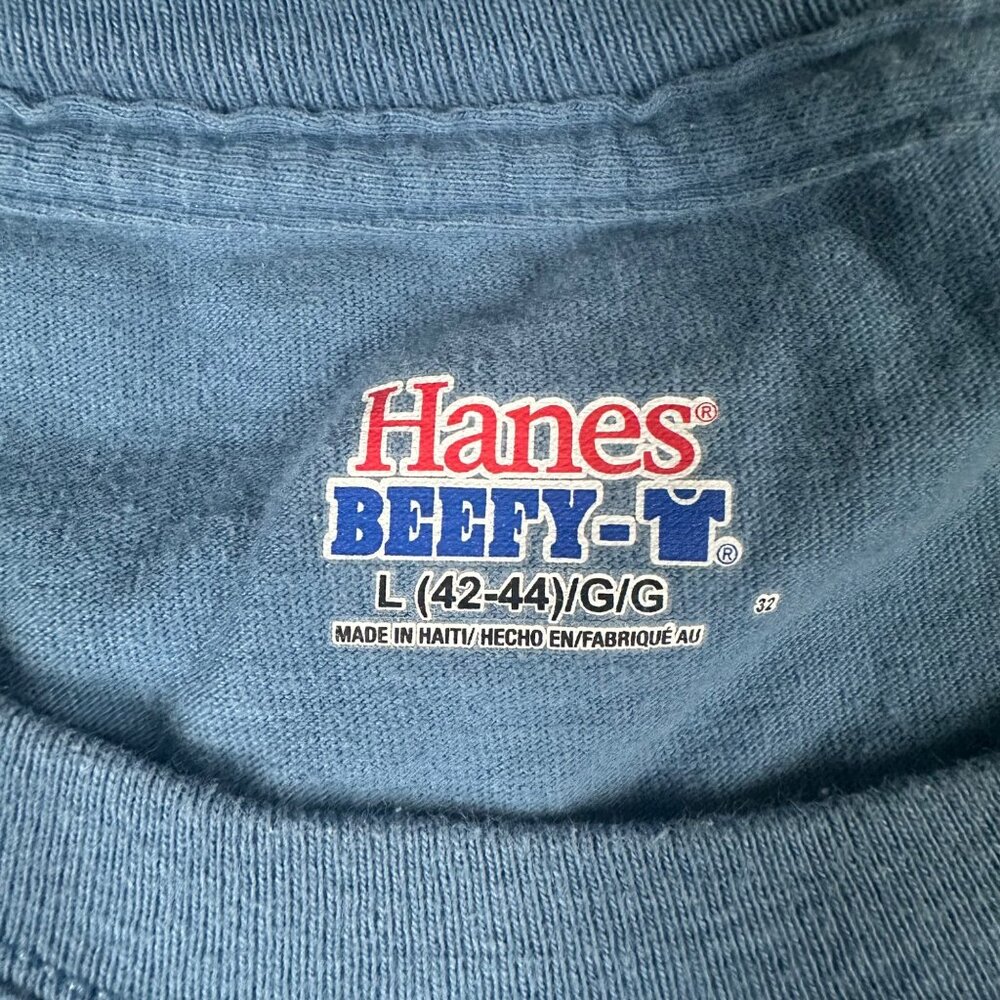 Hanes®
BEEFY-T®
L (42-44)/G/G
32
MADE IN HAITI/ HECHO EN/FABRIQUÉ AU